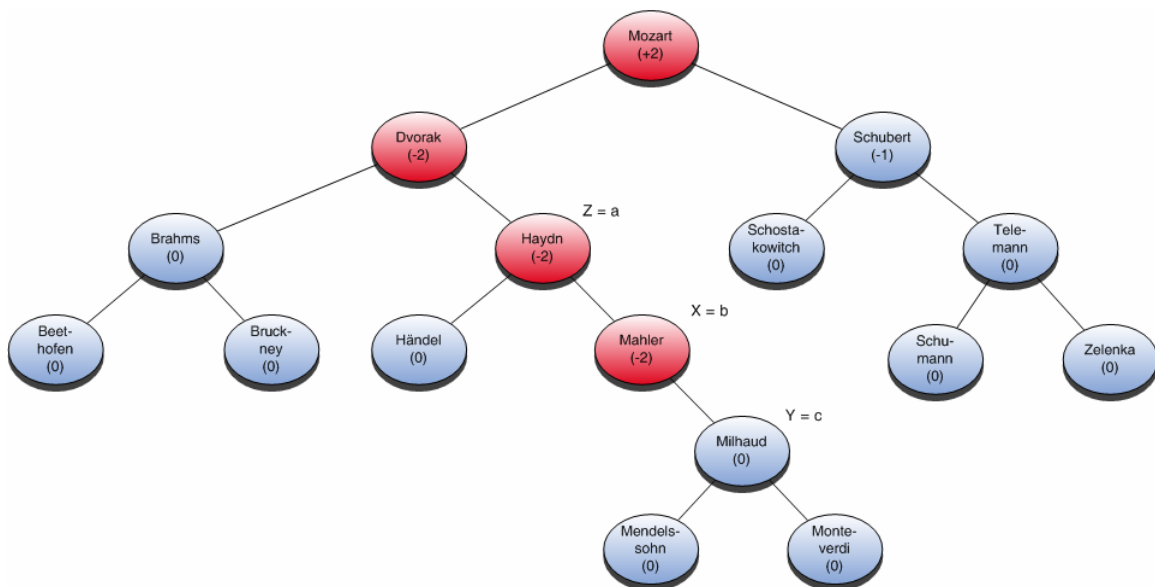 Mozart
(+2)
Dvorak
(-2)
Schubert
(-1)
Z = a
Brahms
(0)
Haydn
(-2)
Schosta-
kowitch
(0)
Tele-
mann
(0)
X = b
Beet-
hofen
(0)
Bruck-
ney
(0)
Händel
(0)
Mahler
(-2)
Schu-
mann
(0)
Zelenka
(0)
Y = c
Milhaud
(0)
Mendels-
sohn
(0)
Monte-
verdi
(0)